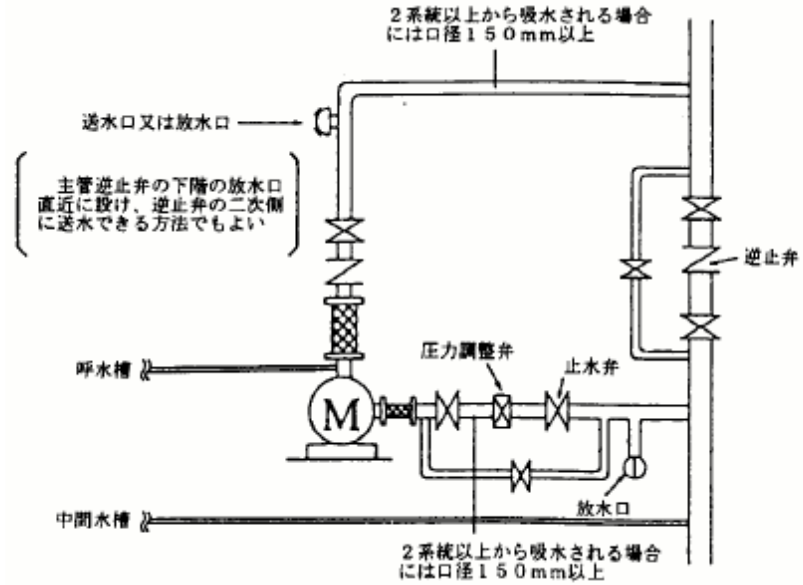 ２系統以上から吸水される場合
には口径１５０mm以上
送水口又は放水口
主管逆止弁の下階の放水口
直近に設け、逆止弁の二次側
に送水できる方法でもよい
逆止弁
圧力調整弁
止水弁
呼水槽
M
放水口
中間水槽
２系統以上から吸水される場合
には口径１５０mm以上